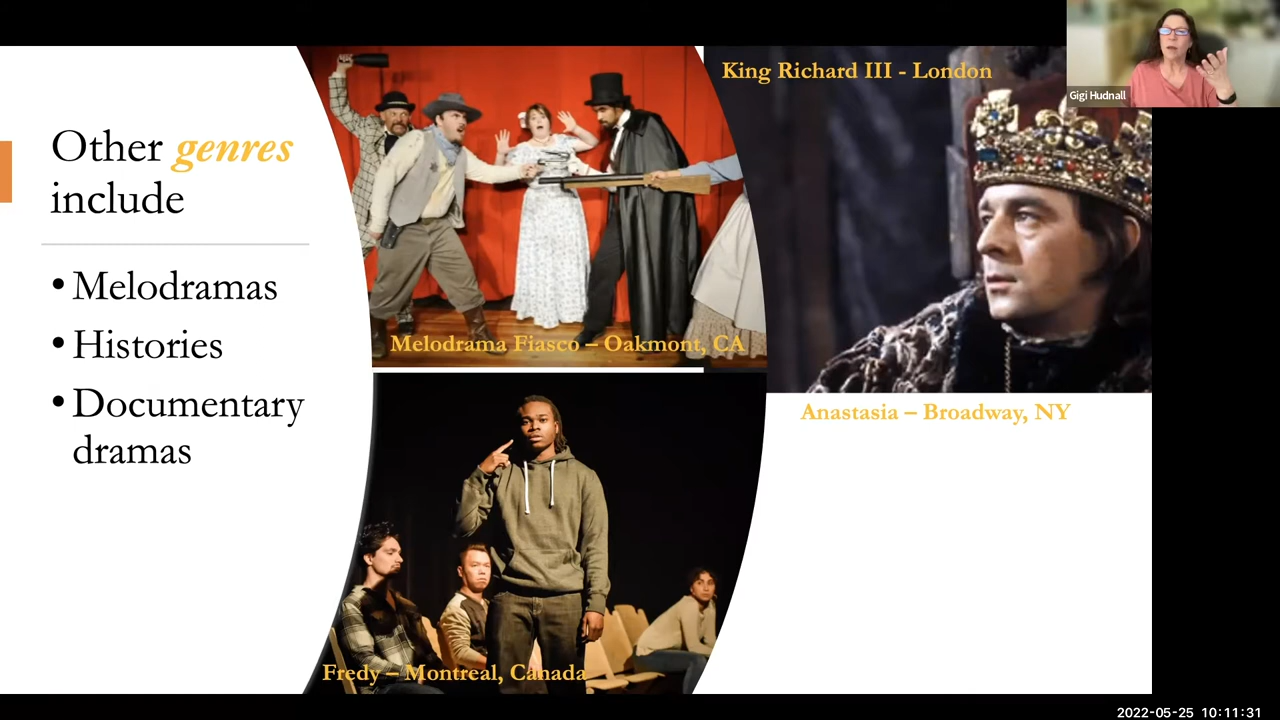 Other genres
include
• Melodramas
• Histories
• Documentary
dramas
Melodrama Fiasco – Oakmont, CA
King Richard III - London
Gigi Hudnall
Anastasia – Broadway, NY
Fredy – Montreal, Canada
2022-05-25 10:11:31